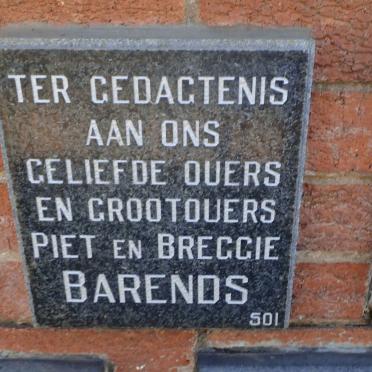 TER GEDAGTENIS
AAN ONS
GELIEFDE OUERS
EN GROOTOUERS
PIET EN BREGGIE
BARENDS
501